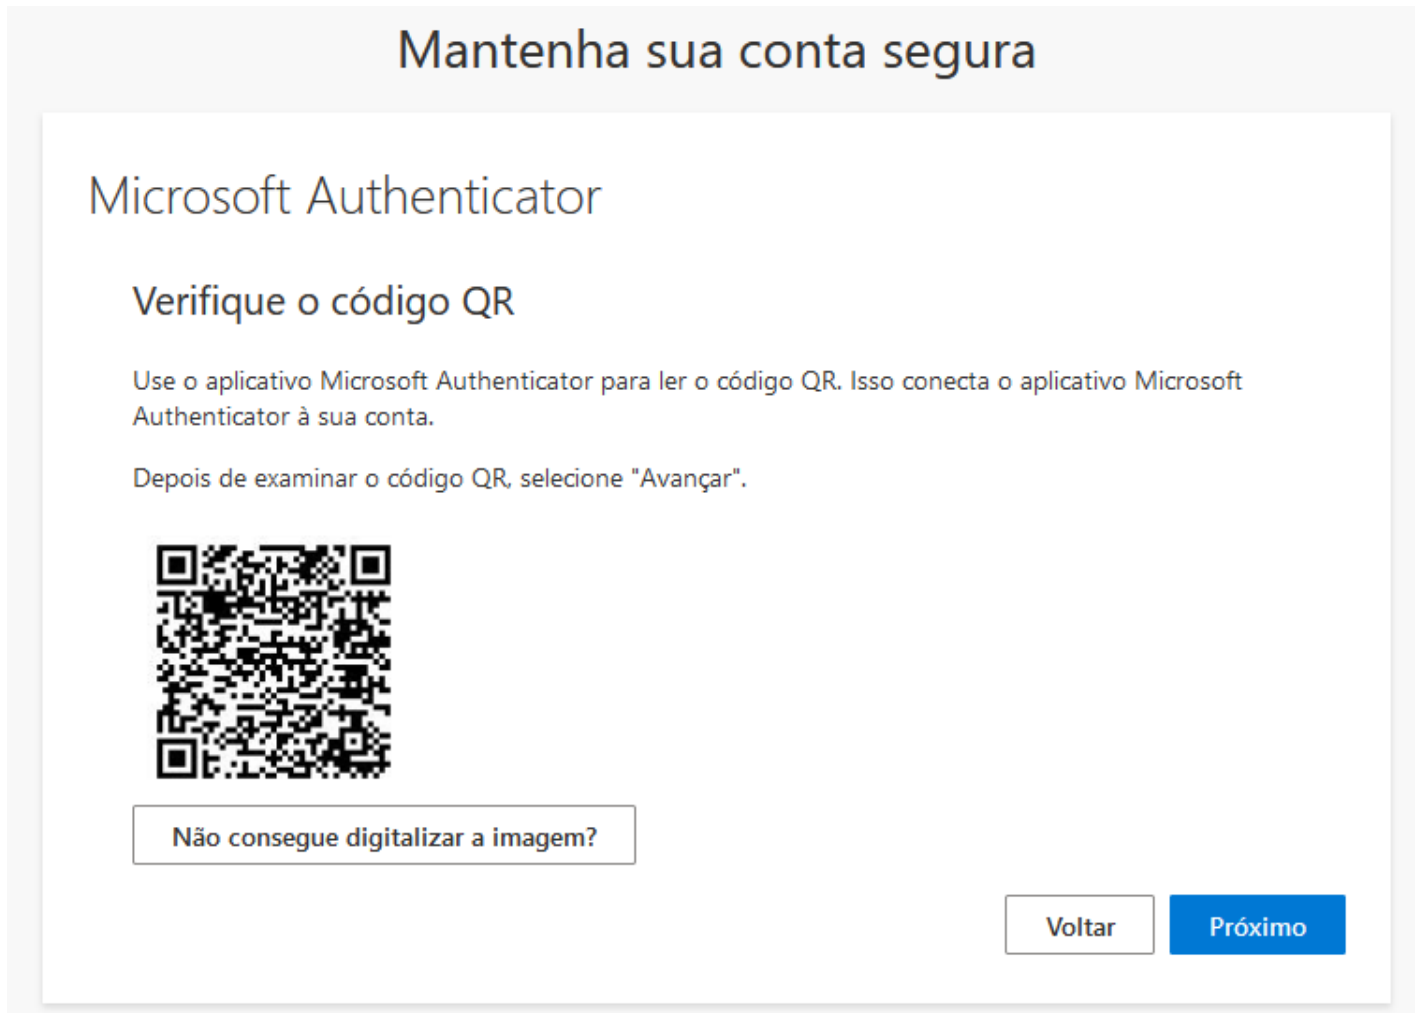 Mantenha sua conta segura
Microsoft Authenticator
Verifique o código QR
Use o aplicativo Microsoft Authenticator para ler o código QR. Isso conecta o aplicativo Microsoft
Authenticator à sua conta.
Depois de examinar o código QR, selecione "Avançar".
Não consegue digitalizar a imagem?
Voltar
Próximo